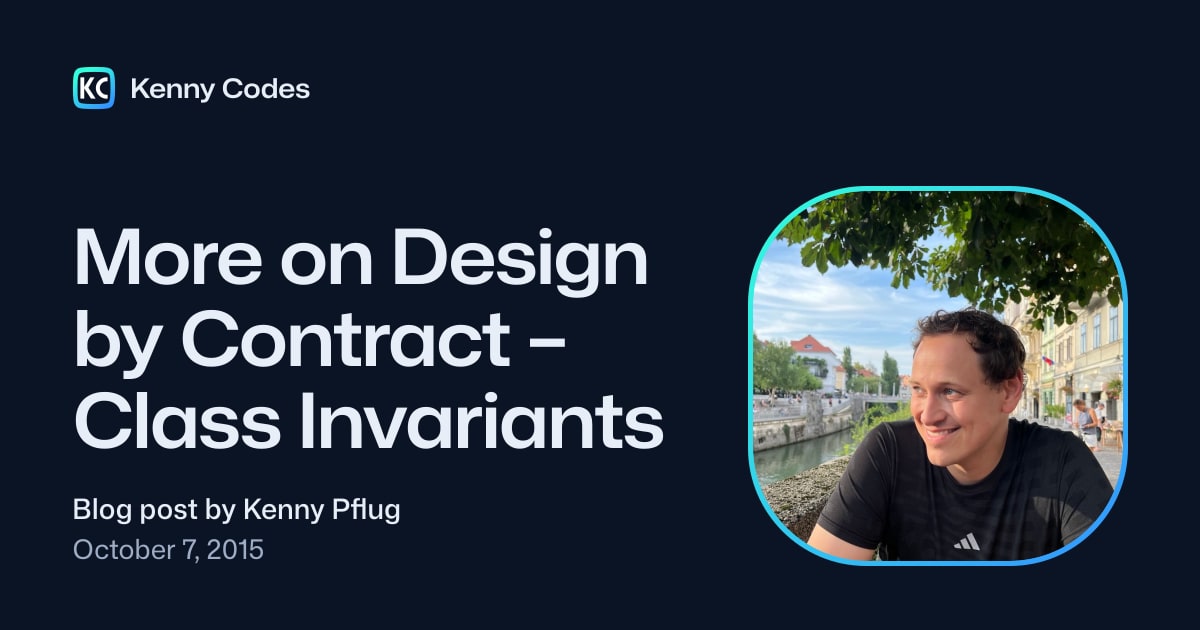 KC Kenny Codes
More on Design
by Contract –
Class Invariants
Blog post by Kenny Pflug
October 7, 2015